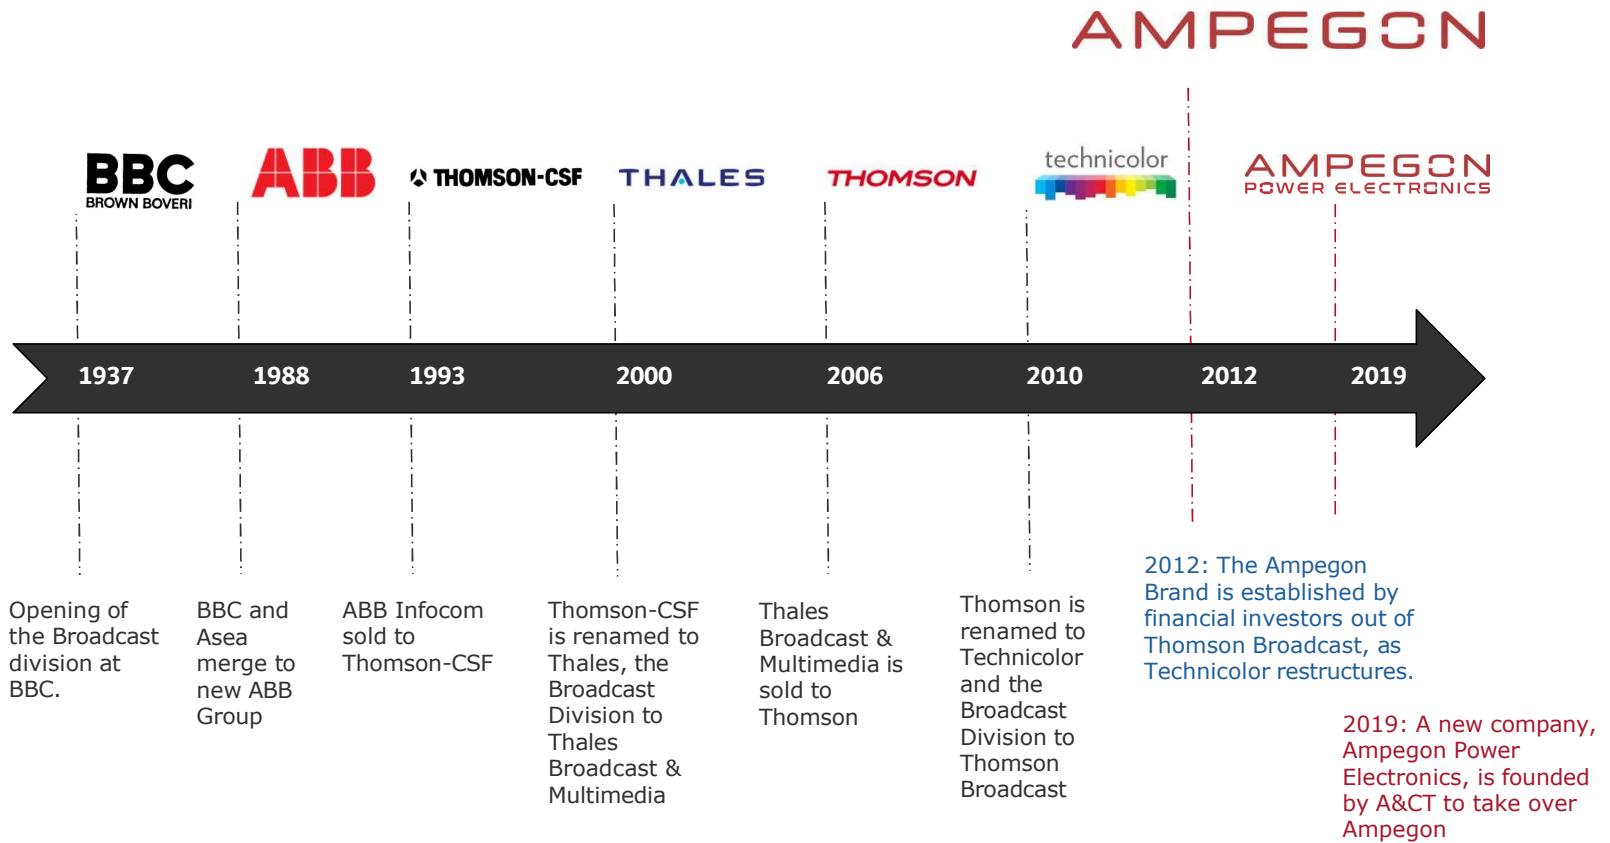 AMPEGON
BBC
BROWN BOVERI
ABB
THOMSON-CSF
THALES
THOMSON
technicolor
AMPEGON
POWER ELECTRONICS
1937
1988
1993
2000
2006
2010
2012
2019
Opening of
the Broadcast
division at
BBC.
BBC and
Asea
merge to
new ABB
Group
ABB Infocom
sold to
Thomson-CSF
Thomson-CSF
is renamed to
Thales, the
Broadcast
Division to
Thales
Broadcast &
Multimedia
Thales
Broadcast &
Multimedia is
sold to
Thomson
Thomson is
renamed to
Technicolor
and the
Broadcast
Division to
Thomson
Broadcast
2012: The Ampegon
Brand is established by
financial investors out of
Thomson Broadcast, as
Technicolor restructures.
2019: A new company,
Ampegon Power
Electronics, is founded
by A&CT to take over
Ampegon